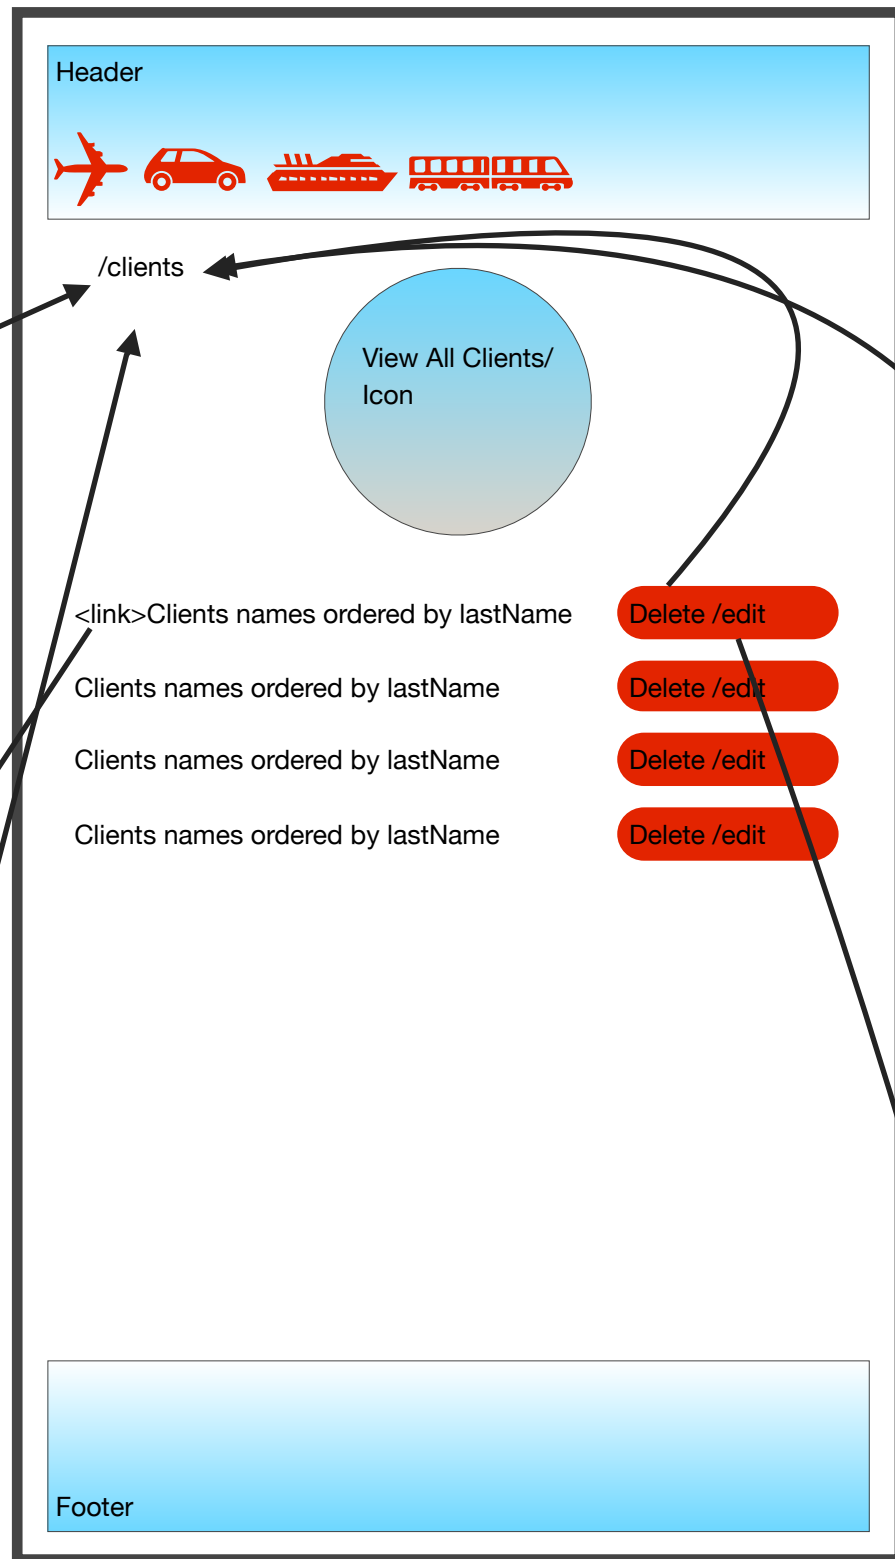 Header
/clients
View All Clients/
Icon
<link>Clients names ordered by lastName
Delete /edit
Clients names ordered by lastName
Delete /edit
Clients names ordered by lastName
Delete /edit
Clients names ordered by lastName
Delete /edit
Footer